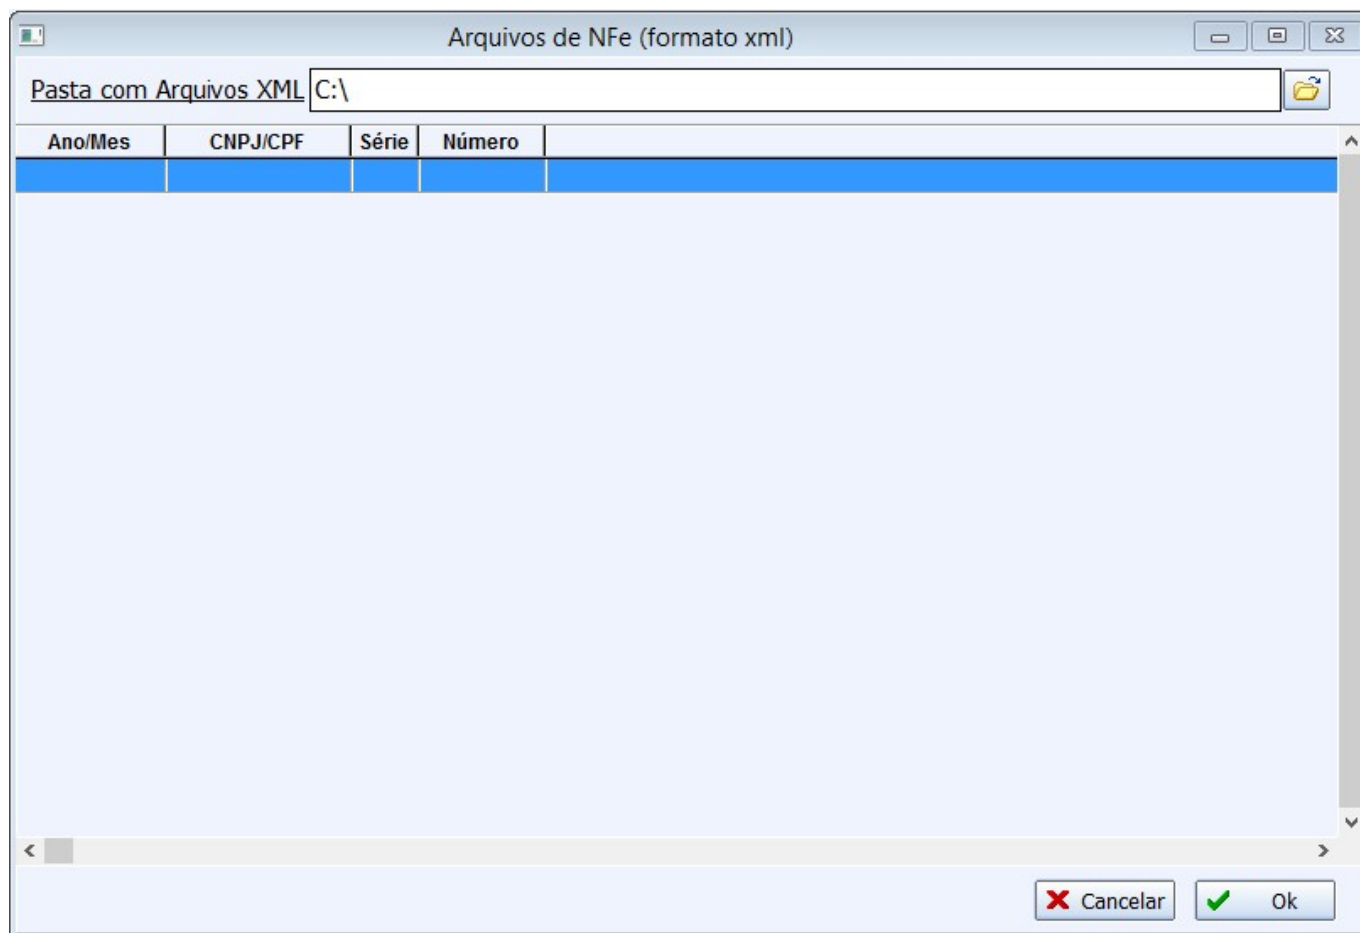 Arquivos de NFe (formato xml)
Pasta com Arquivos XML C:\
Ano/Mes CNPJ/CPF Série Número
Cancelar Ok